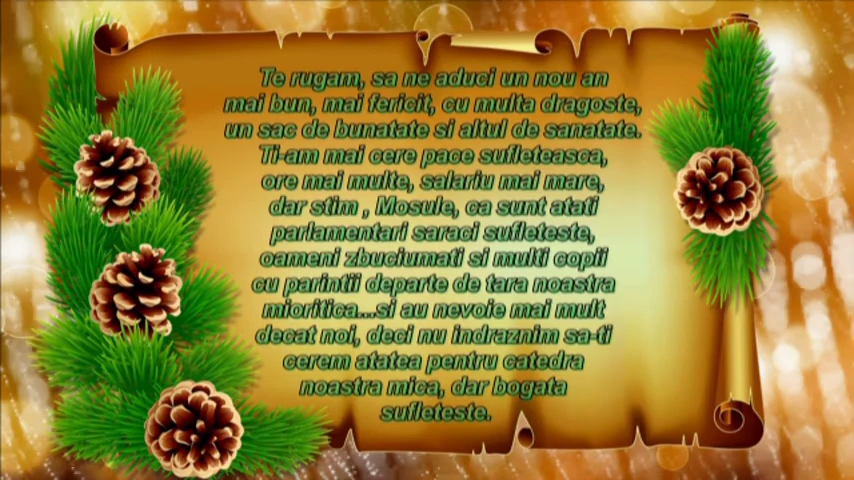 Te rugam, sa ne aduci un nou an
mai bun, mai fericit, cu multa dragoste,
un sac de bunatate si altul de sanatate.
Ti-am mai cere pace sufleteasca,
ore mai multe, salariu mai mare,
dar stim , Mosule, ca sunt atati
parlamentari saraci sufleteste,
oameni zbuciumati si multi copii
cu parintii departe de tara noastra
mioritica...si au nevoie mai mult
decat noi, deci nu indraznim sa-ti
cerem atatea pentru catedra
noastra mica, dar bogata
sufleteste.